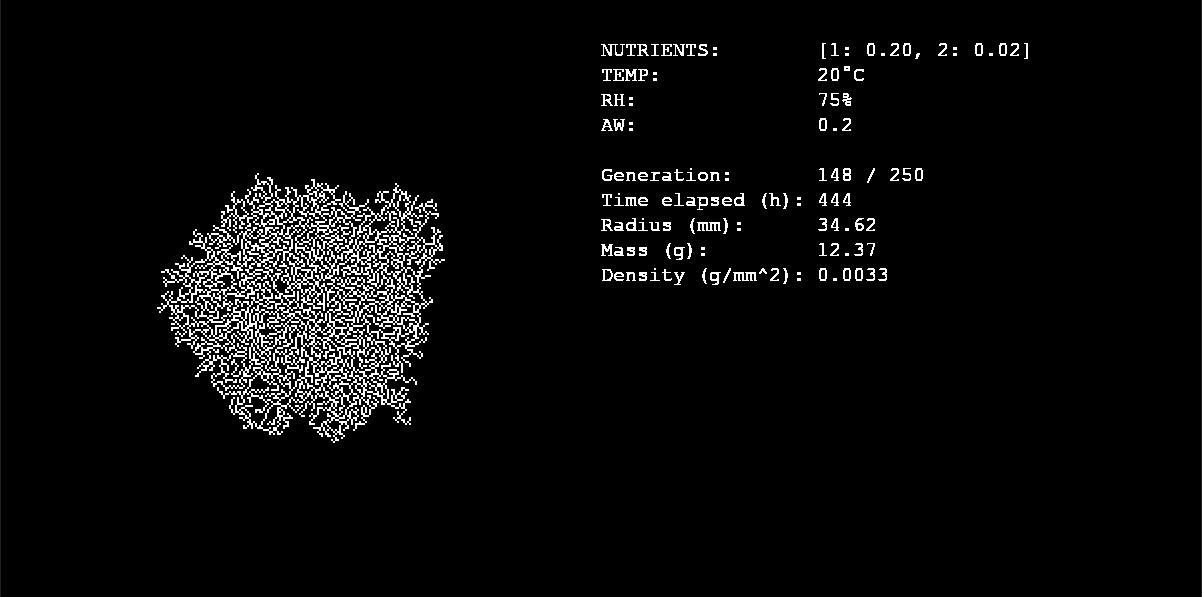 NUTRIENTS: [1: 0.20, 2: 0.02]
TEMP: 20°C
RH: 75%
AW: 0.2
Generation: 148 / 250
Time elapsed (h): 444
Radius (mm): 34.62
Mass (g): 12.37
Density (g/mm^2): 0.0033